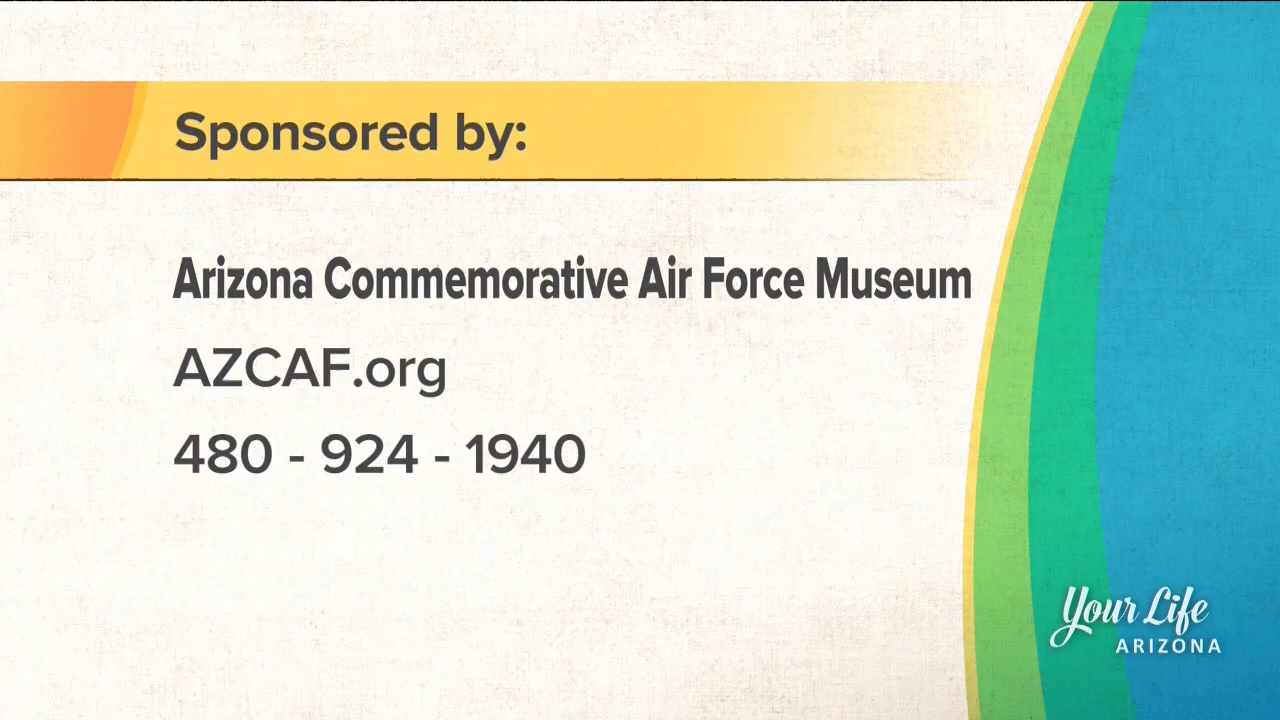 Sponsored by:
Arizona Commemorative Air Force Museum
AZCAF.org
480 - 924 - 1940
Your Life
ARIZONA